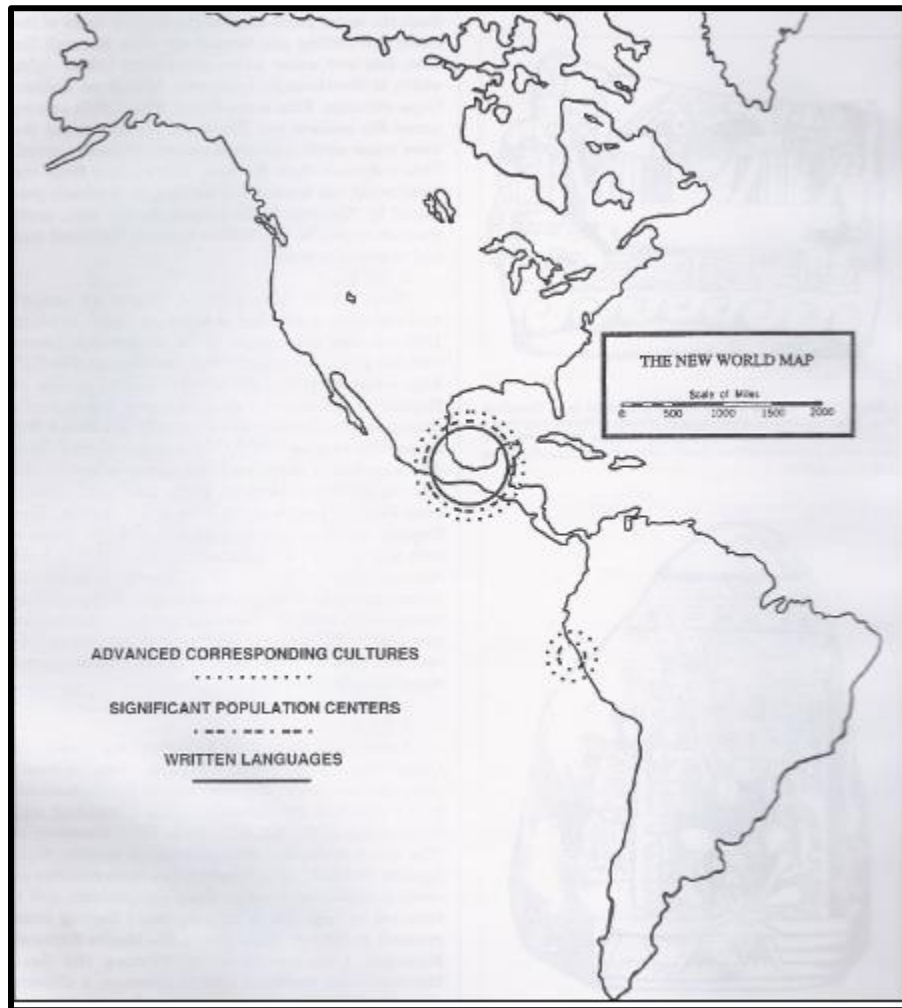 THE NEW WORLD MAP
Scale of Miles
0 500 1000 1500 2000
ADVANCED CORRESPONDING CULTURES
SIGNIFICANT POPULATION CENTERS
WRITTEN LANGUAGES